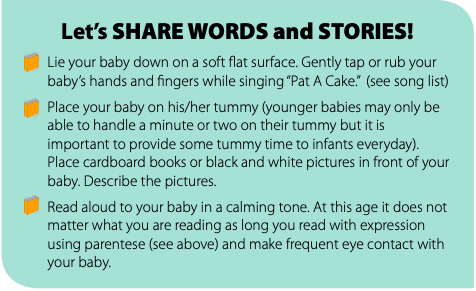 Let's SHARE WORDS and STORIES!
Lie your baby down on a soft flat surface. Gently tap or rub your
baby's hands and fingers while singing "Pat A Cake." (see song list)
Place your baby on his/her tummy (younger babies may only be
able to handle a minute or two on their tummy but it is
important to provide some tummy time to infants everyday).
Place cardboard books or black and white pictures in front of your
baby. Describe the pictures.
Read aloud to your baby in a calming tone. At this age it does not
matter what you are reading as long you read with expression
using parentese (see above) and make frequent eye contact with
your baby.